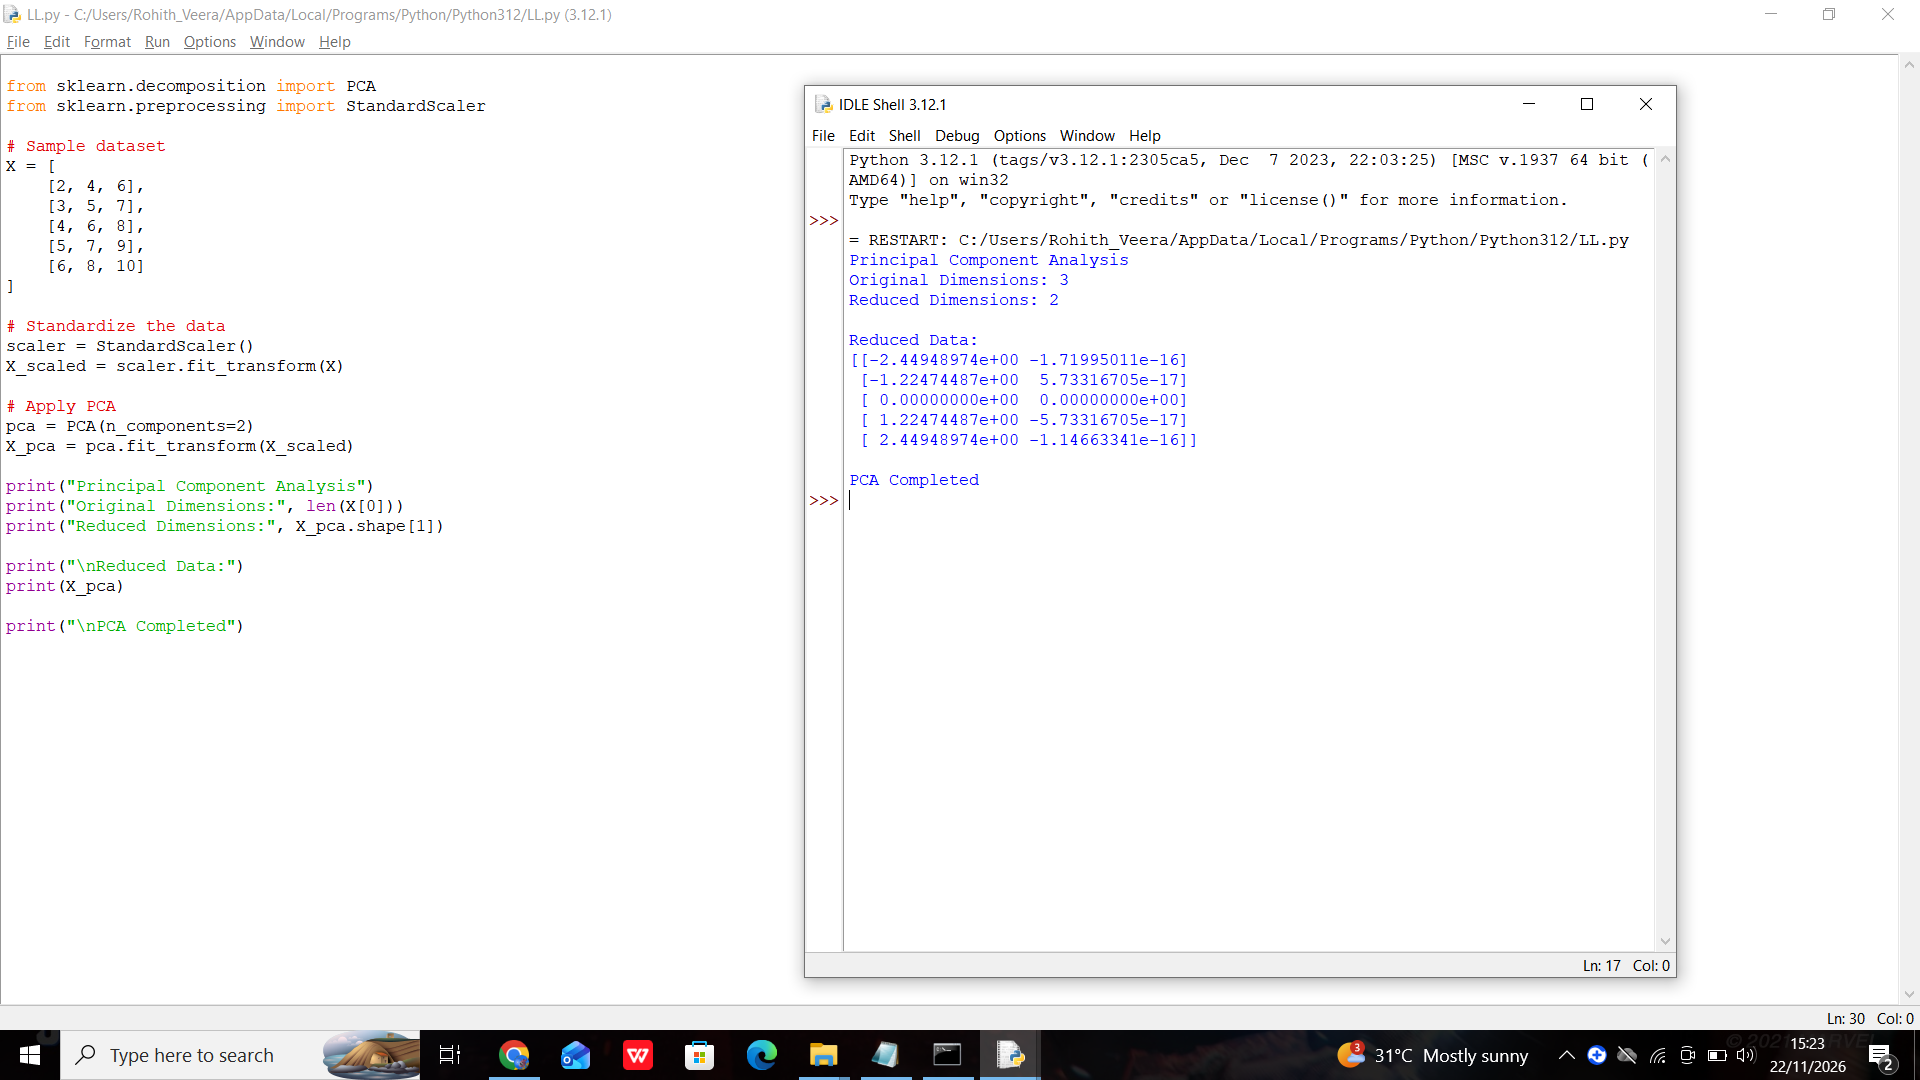 LL.py - C:/Users/Rohith_Veera/AppData/Local/Programs/Python/Python312/LL.py (3.12.1)
File Edit Format Run Options Window Help
from sklearn.decomposition import PCA
from sklearn.preprocessing import StandardScaler
# Sample dataset
X = [
[2, 4, 6],
[3, 5, 7],
[4, 6, 8],
[5, 7, 9],
[6, 8, 10]
]
# Standardize the data
scaler = StandardScaler()
X_scaled = scaler.fit_transform(X)
# Apply PCA
pca = PCA(n_components=2)
X_pca = pca.fit_transform(X_scaled)
print("Principal Component Analysis")
print("Original Dimensions:", len(X[0]))
print("Reduced Dimensions:", X_pca.shape[1])
print("\nReduced Data:")
print(X_pca)
print("\nPCA Completed")
IDLE Shell 3.12.1
File Edit Shell Debug Options Window Help
Python 3.12.1 (tags/v3.12.1:2305ca5, Dec  7 2023, 22:03:25) [MSC v.1937 64 bit (
AMD64)] on win32
Type "help", "copyright", "credits" or "license()" for more information.
>>>
= RESTART: C:/Users/Rohith_Veera/AppData/Local/Programs/Python/Python312/LL.py
Principal Component Analysis
Original Dimensions: 3
Reduced Dimensions: 2
Reduced Data:
[[-2.44948974e+00 -1.71995011e-16]
[-1.22474487e+00  5.73316705e-17]
[ 0.00000000e+00  0.00000000e+00]
[ 1.22474487e+00 -5.73316705e-17]
[ 2.44948974e+00 -1.14663341e-16]]
PCA Completed
>>>
Ln: 17 Col: 0
Ln: 30 Col: 0
Type here to search
W
3
31°C Mostly sunny
15:23
22/11/2026
2